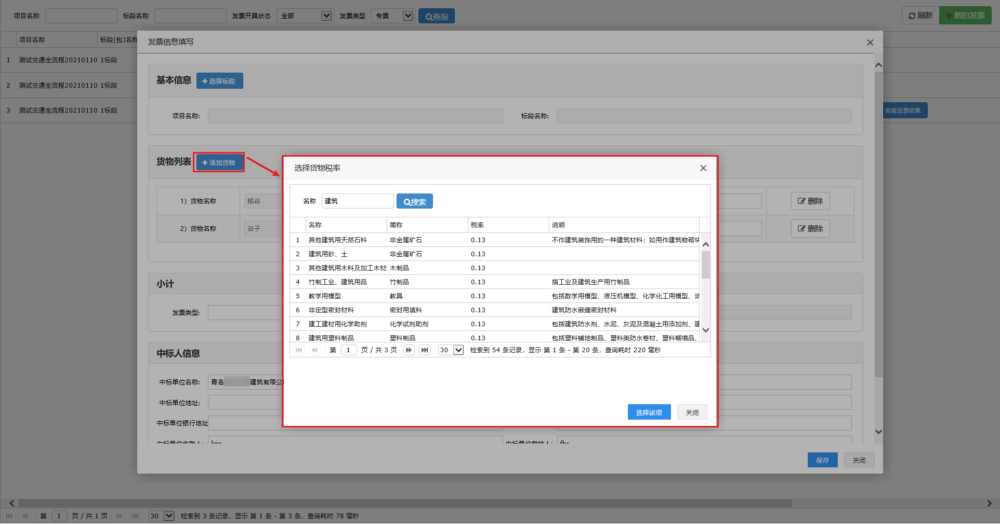 项目名称 标段名称 发票开具状态 全部 发票类型 专票 查询 刷新 新的发票
项目名称 标段(包)名称
1 测试交通全流程20210110 1标段
2 测试交通全流程20210110 1标段
3 测试交通全流程20210110 1标段 查看发票结果
发票信息填写
基本信息 选择标段
项目名称: 标段名称:
货物列表 添加货物
1) 货物名称 稻谷 删除
2) 货物名称 谷子 删除
小计
发票类型:
中标人信息
中标单位名称: 青岛 建筑有限公
中标单位地址:
中标单位银行地址
中标单位收款人: knr
中标单位复核人: fhr
保存 关闭
选择货物税率
名称 建筑 搜索
名称 简称 税率 说明
1 其他建筑用天然石料 非金属矿石 0.13 不作建筑装饰用的一种建筑材料；如用作建筑物砌块
2 建筑用砂、土 非金属矿石 0.13
3 其他建筑用木料及加工木材 木制品 0.13
4 竹制工业、建筑用品 竹制品 0.13 指工业及建筑生产用竹制品
5 教学用模型 教具 0.13 包括数学用模型、液压机模型、化学化工用模型、动
6 非定型密封材料 密封用填料 0.13 建筑防水嵌缝密封材料
7 建工建材用化学助剂 化学试剂助剂 0.13 包括建筑防水剂、水泥、灰泥及混凝土用添加剂、建
8 建筑用塑料制品 塑料制品 0.13 包括塑料铺地制品、塑料类防水卷材、塑料糊墙品、
第 1 页 / 共 3 页 30 检索到 54 条记录，显示 第 1 条 - 第 20 条，查询耗时 220 毫秒
选择该项 关闭
第 1 页 / 共 1 页 30 检索到 3 条记录，显示 第 1 条 - 第 3 条，查询耗时 78 毫秒